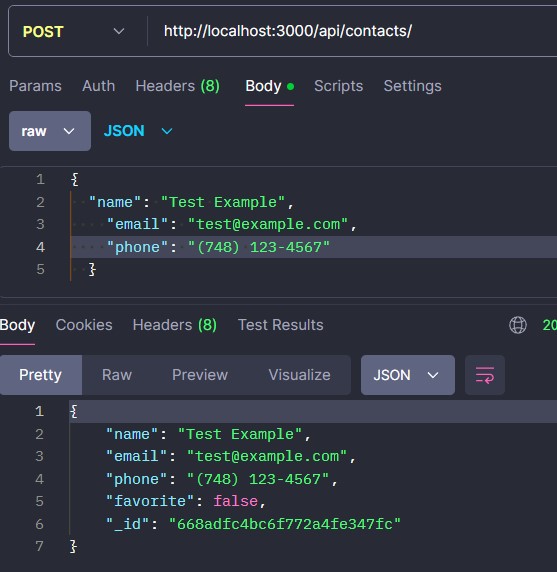 POST http://localhost:3000/api/contacts/
Params Auth Headers (8) Body Scripts Settings
raw JSON
1 {
2 "name": "Test Example",
3 "email": "test@example.com",
4 "phone": "(748) 123-4567"
5 }
Body Cookies Headers (8) Test Results 20
Pretty Raw Preview Visualize JSON
1 {
2 "name": "Test Example",
3 "email": "test@example.com",
4 "phone": "(748) 123-4567",
5 "favorite": false,
6 "_id": "668adfc4bc6f772a4fe347fc"
7 }